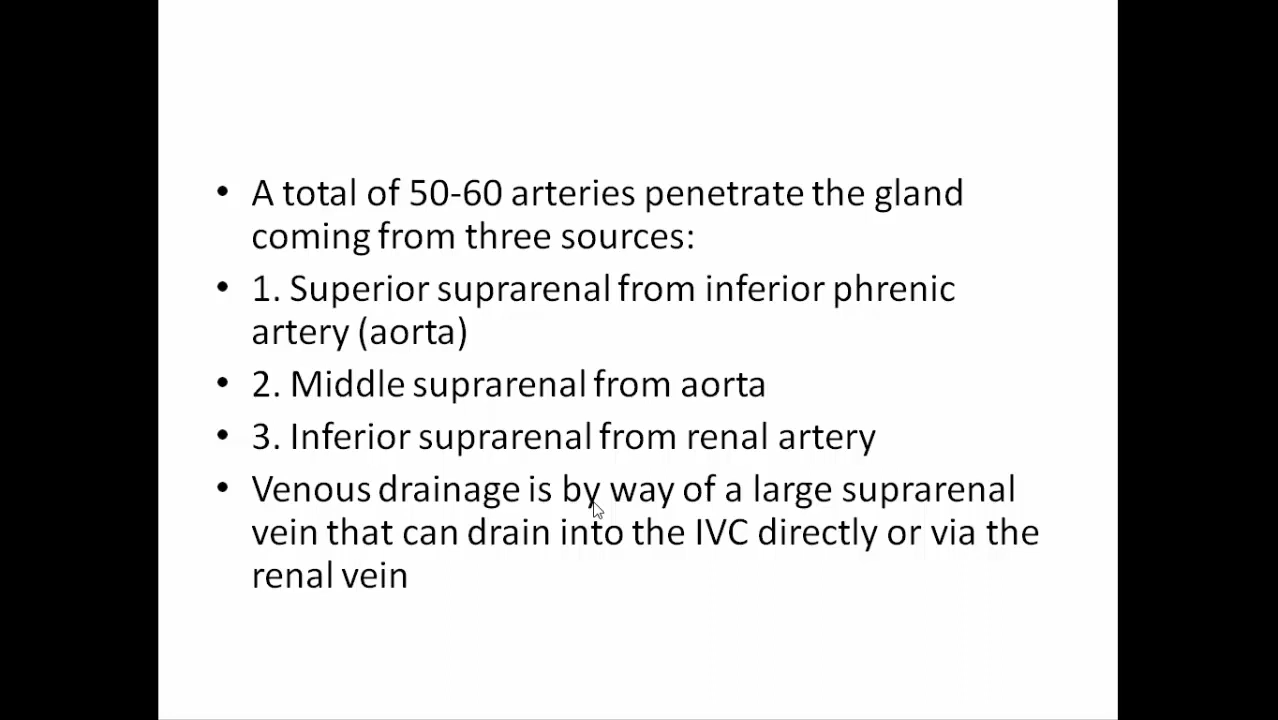 • A total of 50-60 arteries penetrate the gland
coming from three sources:
• 1. Superior suprarenal from inferior phrenic
artery (aorta)
• 2. Middle suprarenal from aorta
• 3. Inferior suprarenal from renal artery
• Venous drainage is by way of a large suprarenal
vein that can drain into the IVC directly or via the
renal vein